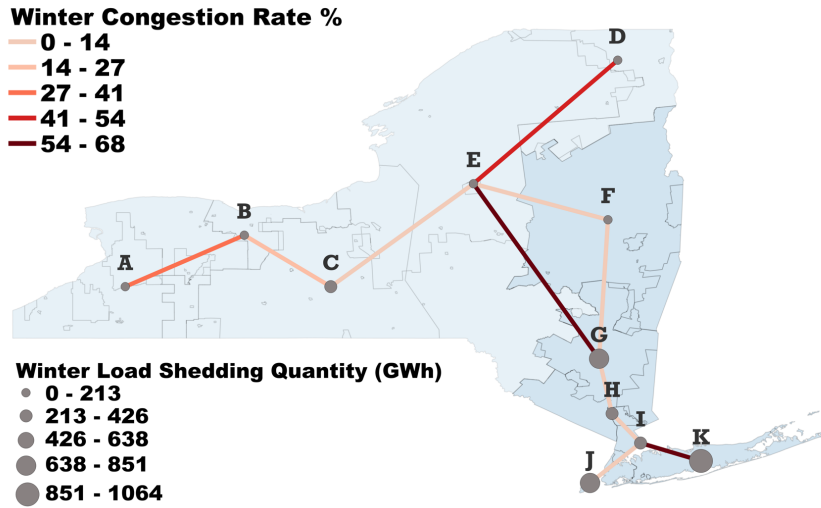 Winter Congestion Rate %
0 - 14
14 - 27
27 - 41
41 - 54
54 - 68
D
E
F
B
A
C
G
H
I
K
J
Winter Load Shedding Quantity (GWh)
0 - 213
213 - 426
426 - 638
638 - 851
851 - 1064